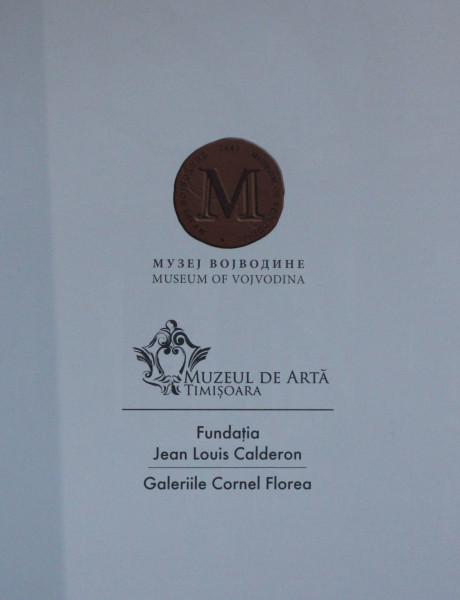 M
МУЗЕЈ ВОЈВОДИНЕ
MUSEUM OF VOJVODINA
MUZEUL DE ARTĂ
TIMIȘOARA
Fundația
Jean Louis Calderon
Galeriile Cornel Florea